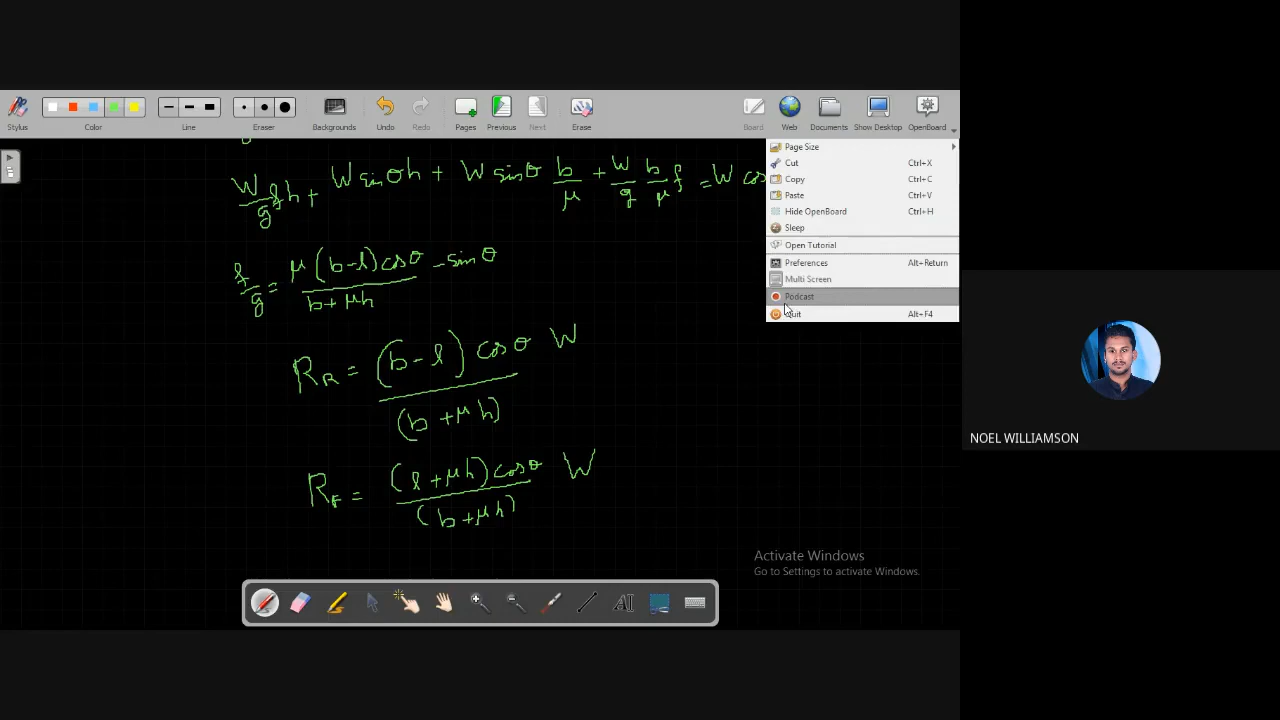 Stylus Color Line Eraser Backgrounds Undo Redo Pages Previous Next Erase Board Web Documents Show Desktop OpenBoard
W/g fh + W sinθh + W sinθ b/μ + W/g b/μ f = W cos
Page Size
Cut Ctrl+X
Copy Ctrl+C
Paste Ctrl+V
Hide OpenBoard Ctrl+H
Sleep
Open Tutorial
Preferences Alt+Return
Multi Screen
Podcast
Quit Alt+F4
f/g = μ(b-l)cosθ/(b+μh) - sinθ
R_R = (b-l) cosθ W/(b+μh)
R_F = (l+μh)cosθ W/(b+μh)
NOEL WILLIAMSON
Activate Windows
Go to Settings to activate Windows.
AI